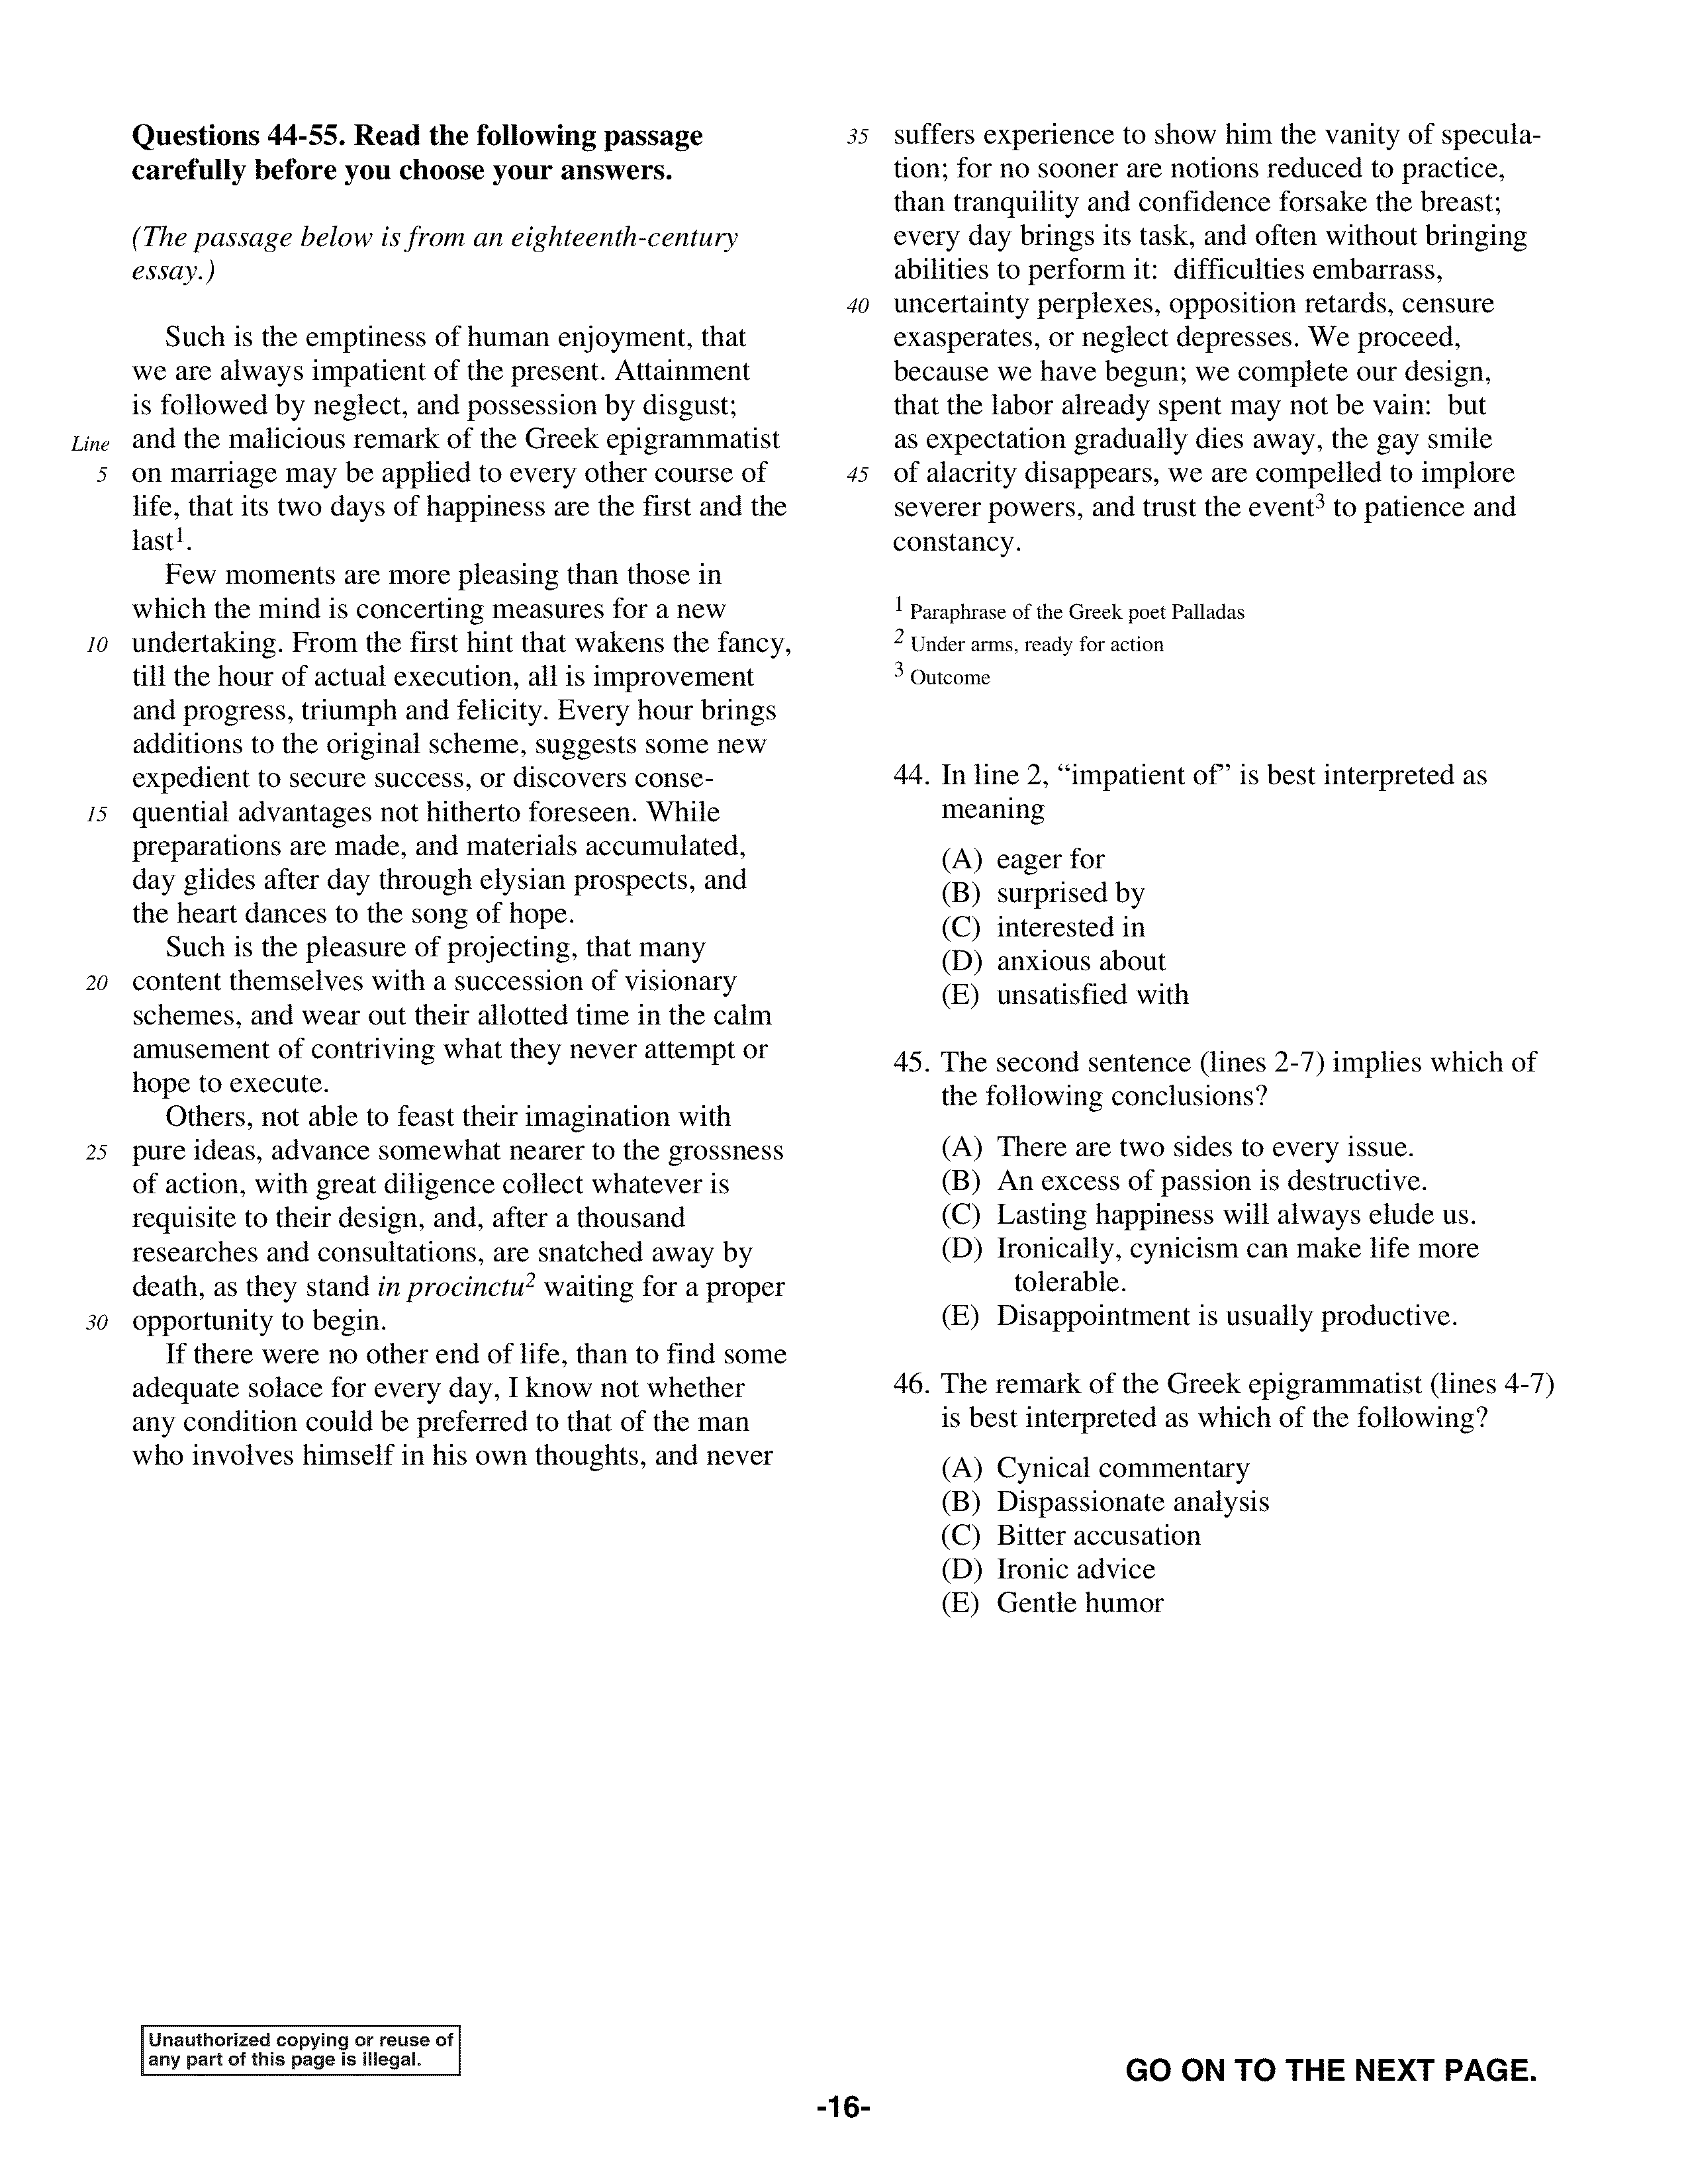 Questions 44-55. Read the following passage
carefully before you choose your answers.
(The passage below is from an eighteenth-century
essay.)
Such is the emptiness of human enjoyment, that
we are always impatient of the present. Attainment
is followed by neglect, and possession by disgust;
Line and the malicious remark of the Greek epigrammatist
5 on marriage may be applied to every other course of
life, that its two days of happiness are the first and the
last1.
Few moments are more pleasing than those in
which the mind is concerting measures for a new
10 undertaking. From the first hint that wakens the fancy,
till the hour of actual execution, all is improvement
and progress, triumph and felicity. Every hour brings
additions to the original scheme, suggests some new
expedient to secure success, or discovers conse-
15 quential advantages not hitherto foreseen. While
preparations are made, and materials accumulated,
day glides after day through elysian prospects, and
the heart dances to the song of hope.
Such is the pleasure of projecting, that many
20 content themselves with a succession of visionary
schemes, and wear out their allotted time in the calm
amusement of contriving what they never attempt or
hope to execute.
Others, not able to feast their imagination with
25 pure ideas, advance somewhat nearer to the grossness
of action, with great diligence collect whatever is
requisite to their design, and, after a thousand
researches and consultations, are snatched away by
death, as they stand in procinctu2 waiting for a proper
30 opportunity to begin.
If there were no other end of life, than to find some
adequate solace for every day, I know not whether
any condition could be preferred to that of the man
who involves himself in his own thoughts, and never
35 suffers experience to show him the vanity of specula-
tion; for no sooner are notions reduced to practice,
than tranquility and confidence forsake the breast;
every day brings its task, and often without bringing
abilities to perform it: difficulties embarrass,
40 uncertainty perplexes, opposition retards, censure
exasperates, or neglect depresses. We proceed,
because we have begun; we complete our design,
that the labor already spent may not be vain: but
as expectation gradually dies away, the gay smile
45 of alacrity disappears, we are compelled to implore
severer powers, and trust the event3 to patience and
constancy.
1 Paraphrase of the Greek poet Palladas
2 Under arms, ready for action
3 Outcome
44. In line 2, “impatient of” is best interpreted as
meaning
(A) eager for
(B) surprised by
(C) interested in
(D) anxious about
(E) unsatisfied with
45. The second sentence (lines 2-7) implies which of
the following conclusions?
(A) There are two sides to every issue.
(B) An excess of passion is destructive.
(C) Lasting happiness will always elude us.
(D) Ironically, cynicism can make life more
tolerable.
(E) Disappointment is usually productive.
46. The remark of the Greek epigrammatist (lines 4-7)
is best interpreted as which of the following?
(A) Cynical commentary
(B) Dispassionate analysis
(C) Bitter accusation
(D) Ironic advice
(E) Gentle humor
Unauthorized copying or reuse of
any part of this page is illegal.
GO ON TO THE NEXT PAGE.
-16-